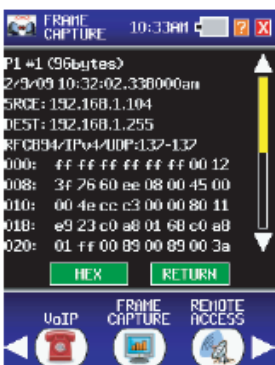 FRAME
CAPTURE 10:33AM ? X
P1 #1 (96bytes)
2/9/09 10:32:02.338000am
SRCE: 192.168.1.104
DEST: 192.168.1.255
RFC894/IPv4/UDP:137-137
000: ff ff ff ff ff ff 00 12
008: 3f 76 60 ee 08 00 45 00
010: 00 4e cc c3 00 00 80 11
018: e9 23 c0 a8 01 68 c0 a8
020: 01 ff 00 89 00 89 00 3a
HEX RETURN
VoIP FRAME CAPTURE REMOTE ACCESS